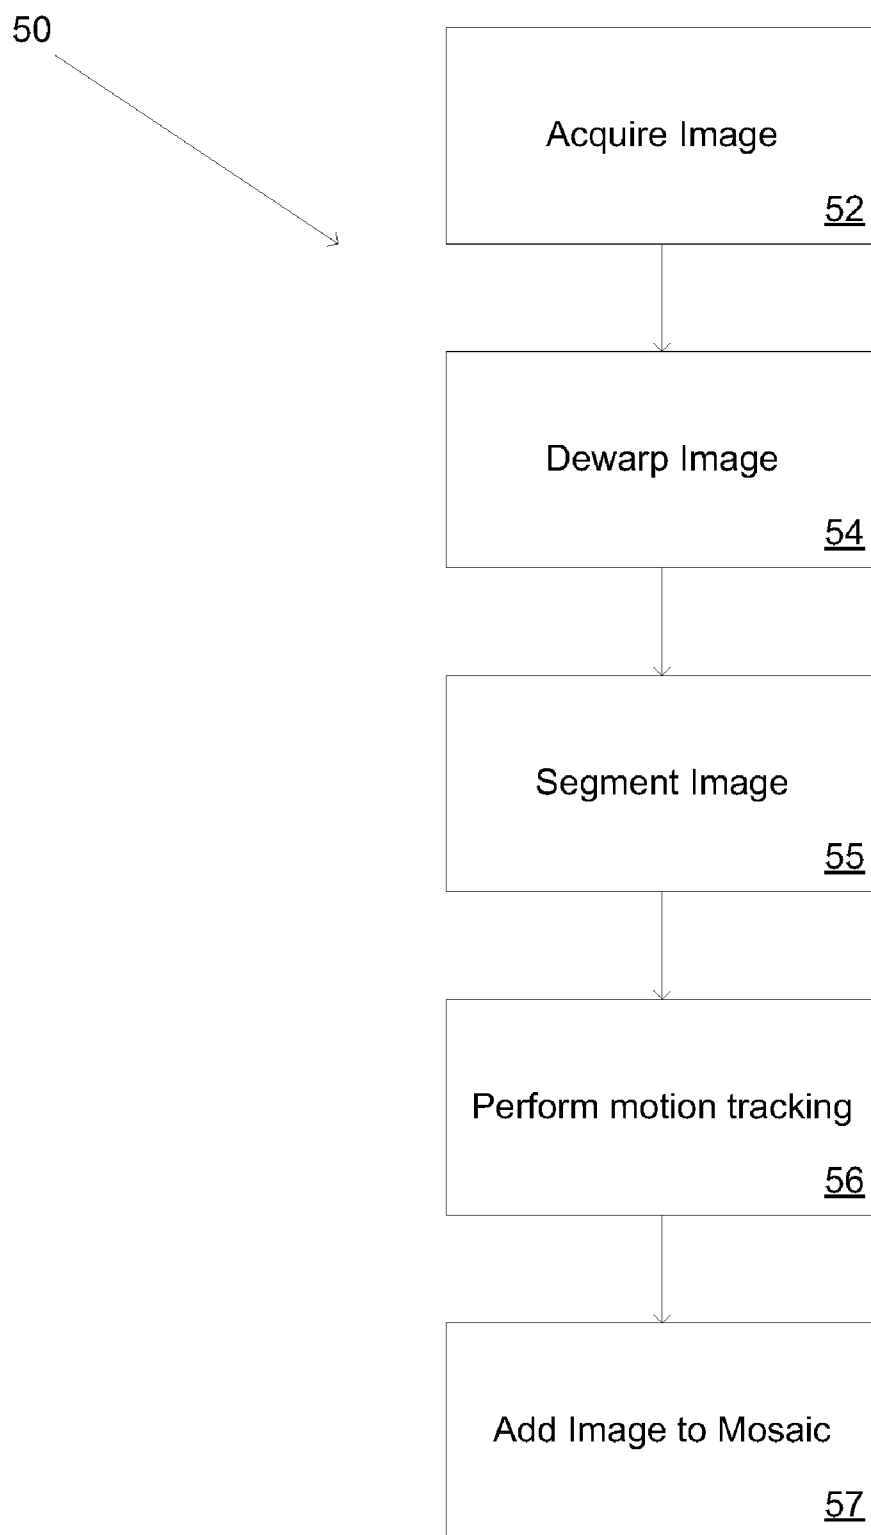 50
Acquire Image
52
Dewarp Image
54
Segment Image
55
Perform motion tracking
56
Add Image to Mosaic
57